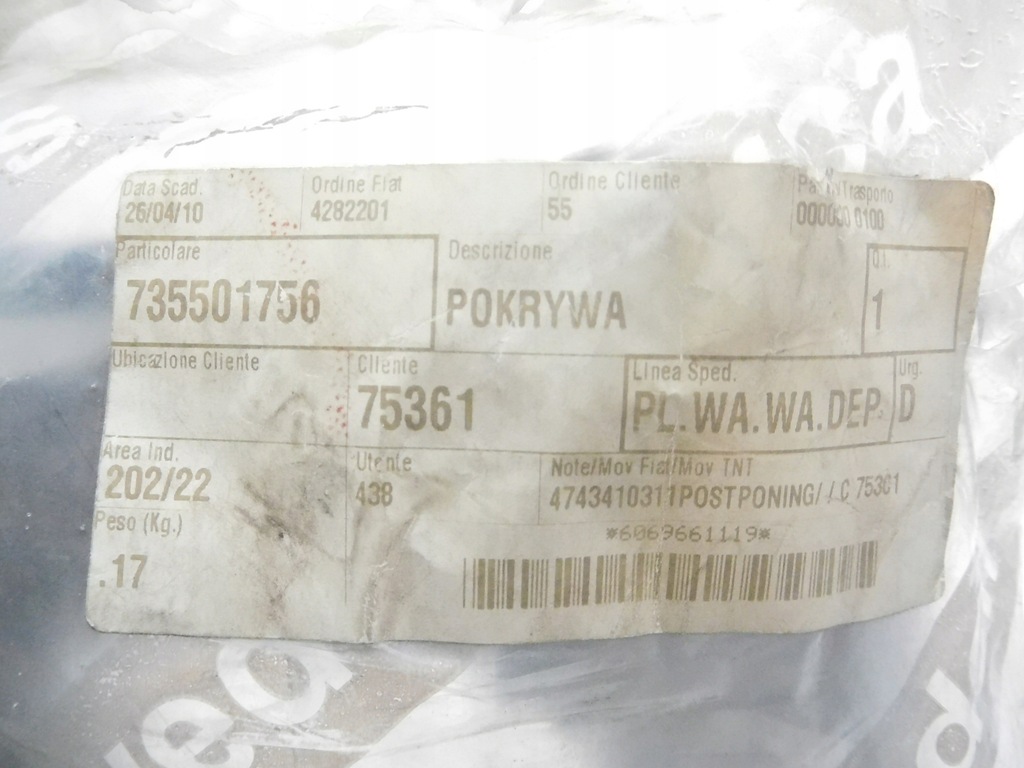 Data Scad. Ordine Fiat Ordine Cliente
26/04/10 4282201 55 0100
Particolare Descrizione Q.t.
735501756 POKRYWA 1
Ubicazione Cliente Cliente Linea Sped. Urg.
75361 PL.WA.WA.DEP. D
Area Ind. Utente Note/Mov Fiat/Mov TNT
202/22 438 4743410311POSTPONING/ / C 75361
Peso (Kg.) *6069661119*
.17